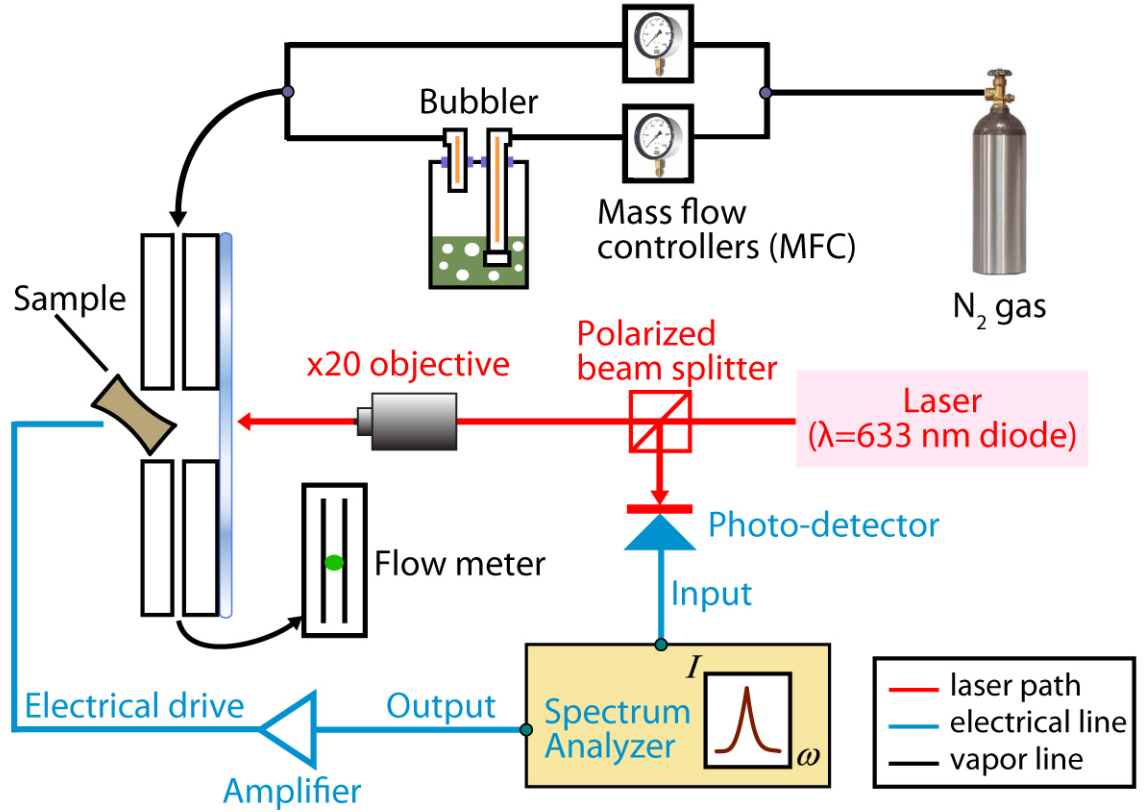 Bubbler
Mass flow
controllers (MFC)
N₂ gas
Sample
x20 objective
Polarized
beam splitter
Laser
(λ=633 nm diode)
Photo-detector
Flow meter
Input
I
ω
Spectrum
Analyzer
Output
Electrical drive
Amplifier
laser path
electrical line
vapor line